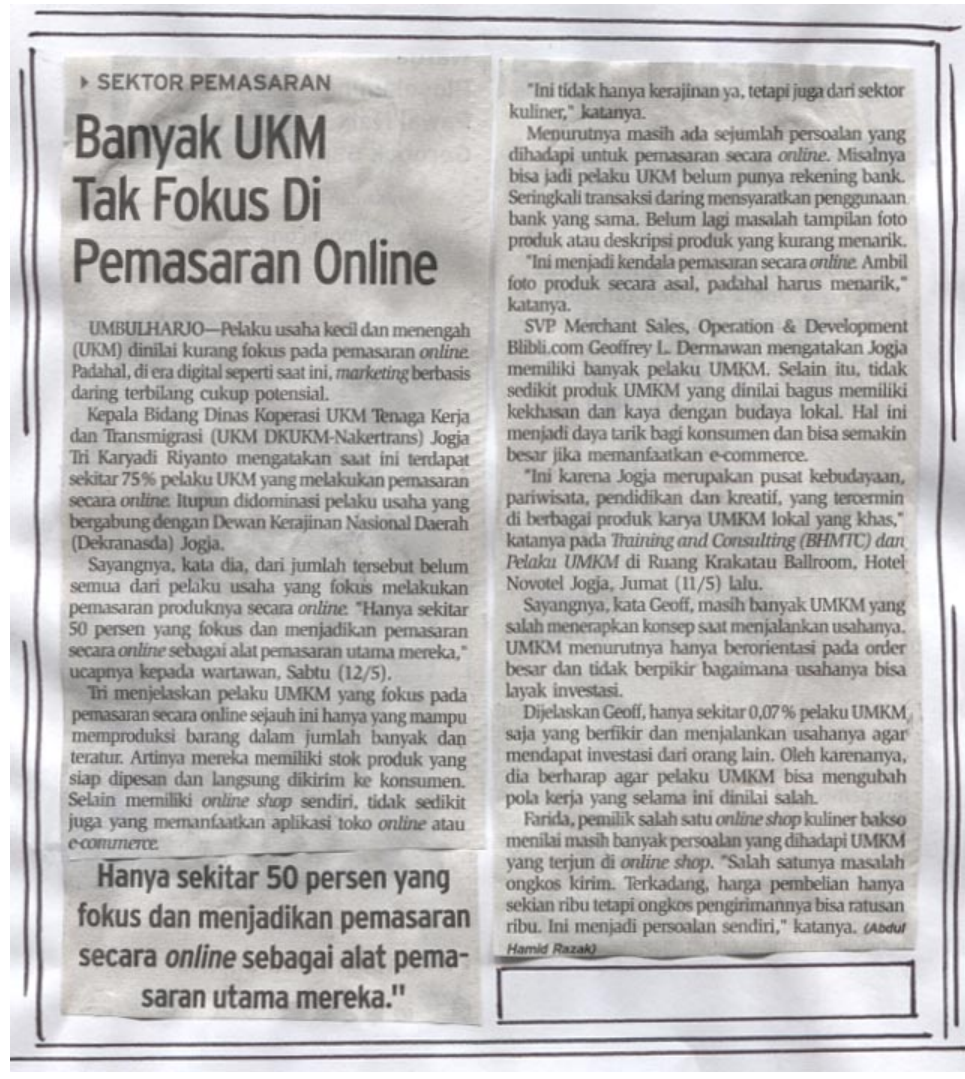 ▸ SEKTOR PEMASARAN
Banyak UKM
Tak Fokus Di
Pemasaran Online
UMBULHARJO—Pelaku usaha kecil dan menengah
(UKM) dinilai kurang fokus pada pemasaran online.
Padahal, di era digital seperti saat ini, marketing berbasis
daring terbilang cukup potensial.
Kepala Bidang Dinas Koperasi UKM Tenaga Kerja
dan Transmigrasi (UKM DKUKM-Nakertrans) Jogja
Tri Karyadi Riyanto mengatakan saat ini terdapat
sekitar 75% pelaku UKM yang melakukan pemasaran
secara online. Itupun didominasi pelaku usaha yang
bergabung dengan Dewan Kerajinan Nasional Daerah
(Dekranasda) Jogja.
Sayangnya, kata dia, dari jumlah tersebut belum
semua dari pelaku usaha yang fokus melakukan
pemasaran produknya secara online. "Hanya sekitar
50 persen yang fokus dan menjadikan pemasaran
secara online sebagai alat pemasaran utama mereka,"
ucapnya kepada wartawan, Sabtu (12/5).
Tri menjelaskan pelaku UMKM yang fokus pada
pemasaran secara online sejauh ini hanya yang mampu
memproduksi barang dalam jumlah banyak dan
teratur. Artinya mereka memiliki stok produk yang
siap dipesan dan langsung dikirim ke konsumen.
Selain memiliki online shop sendiri, tidak sedikit
juga yang memanfaatkan aplikasi toko online atau
e-commerce.
Hanya sekitar 50 persen yang
fokus dan menjadikan pemasaran
secara online sebagai alat pema-
saran utama mereka."
"Ini tidak hanya kerajinan ya, tetapi juga dari sektor
kuliner," katanya.
Menurutnya masih ada sejumlah persoalan yang
dihadapi untuk pemasaran secara online. Misalnya
bisa jadi pelaku UKM belum punya rekening bank.
Seringkali transaksi daring mensyaratkan penggunaan
bank yang sama. Belum lagi masalah tampilan foto
produk atau deskripsi produk yang kurang menarik.
"Ini menjadi kendala pemasaran secara online. Ambil
foto produk secara asal, padahal harus menarik,"
katanya.
SVP Merchant Sales, Operation & Development
Blibli.com Geoffrey L. Dermawan mengatakan Jogja
memiliki banyak pelaku UMKM. Selain itu, tidak
sedikit produk UMKM yang dinilai bagus memiliki
kekhasan dan kaya dengan budaya lokal. Hal ini
menjadi daya tarik bagi konsumen dan bisa semakin
besar jika memanfaatkan e-commerce.
"Ini karena Jogja merupakan pusat kebudayaan,
pariwisata, pendidikan dan kreatif, yang tercermin
di berbagai produk karya UMKM lokal yang khas,"
katanya pada Training and Consulting (BHMTC) dan
Pelaku UMKM di Ruang Krakatau Ballroom, Hotel
Novotel Jogja, Jumat (11/5) lalu.
Sayangnya, kata Geoff, masih banyak UMKM yang
salah menerapkan konsep saat menjalankan usahanya.
UMKM menurutnya hanya berorientasi pada order
besar dan tidak berpikir bagaimana usahanya bisa
layak investasi.
Dijelaskan Geoff, hanya sekitar 0,07% pelaku UMKM
saja yang berfikir dan menjalankan usahanya agar
mendapat investasi dari orang lain. Oleh karenanya,
dia berharap agar pelaku UMKM bisa mengubah
pola kerja yang selama ini dinilai salah.
Farida, pemilik salah satu online shop kuliner bakso
menilai masih banyak persoalan yang dihadapi UMKM
yang terjun di online shop. "Salah satunya masalah
ongkos kirim. Terkadang, harga pembelian hanya
sekian ribu tetapi ongkos pengirimannya bisa ratusan
ribu. Ini menjadi persoalan sendiri," katanya. (Abdul
Hamid Razak)